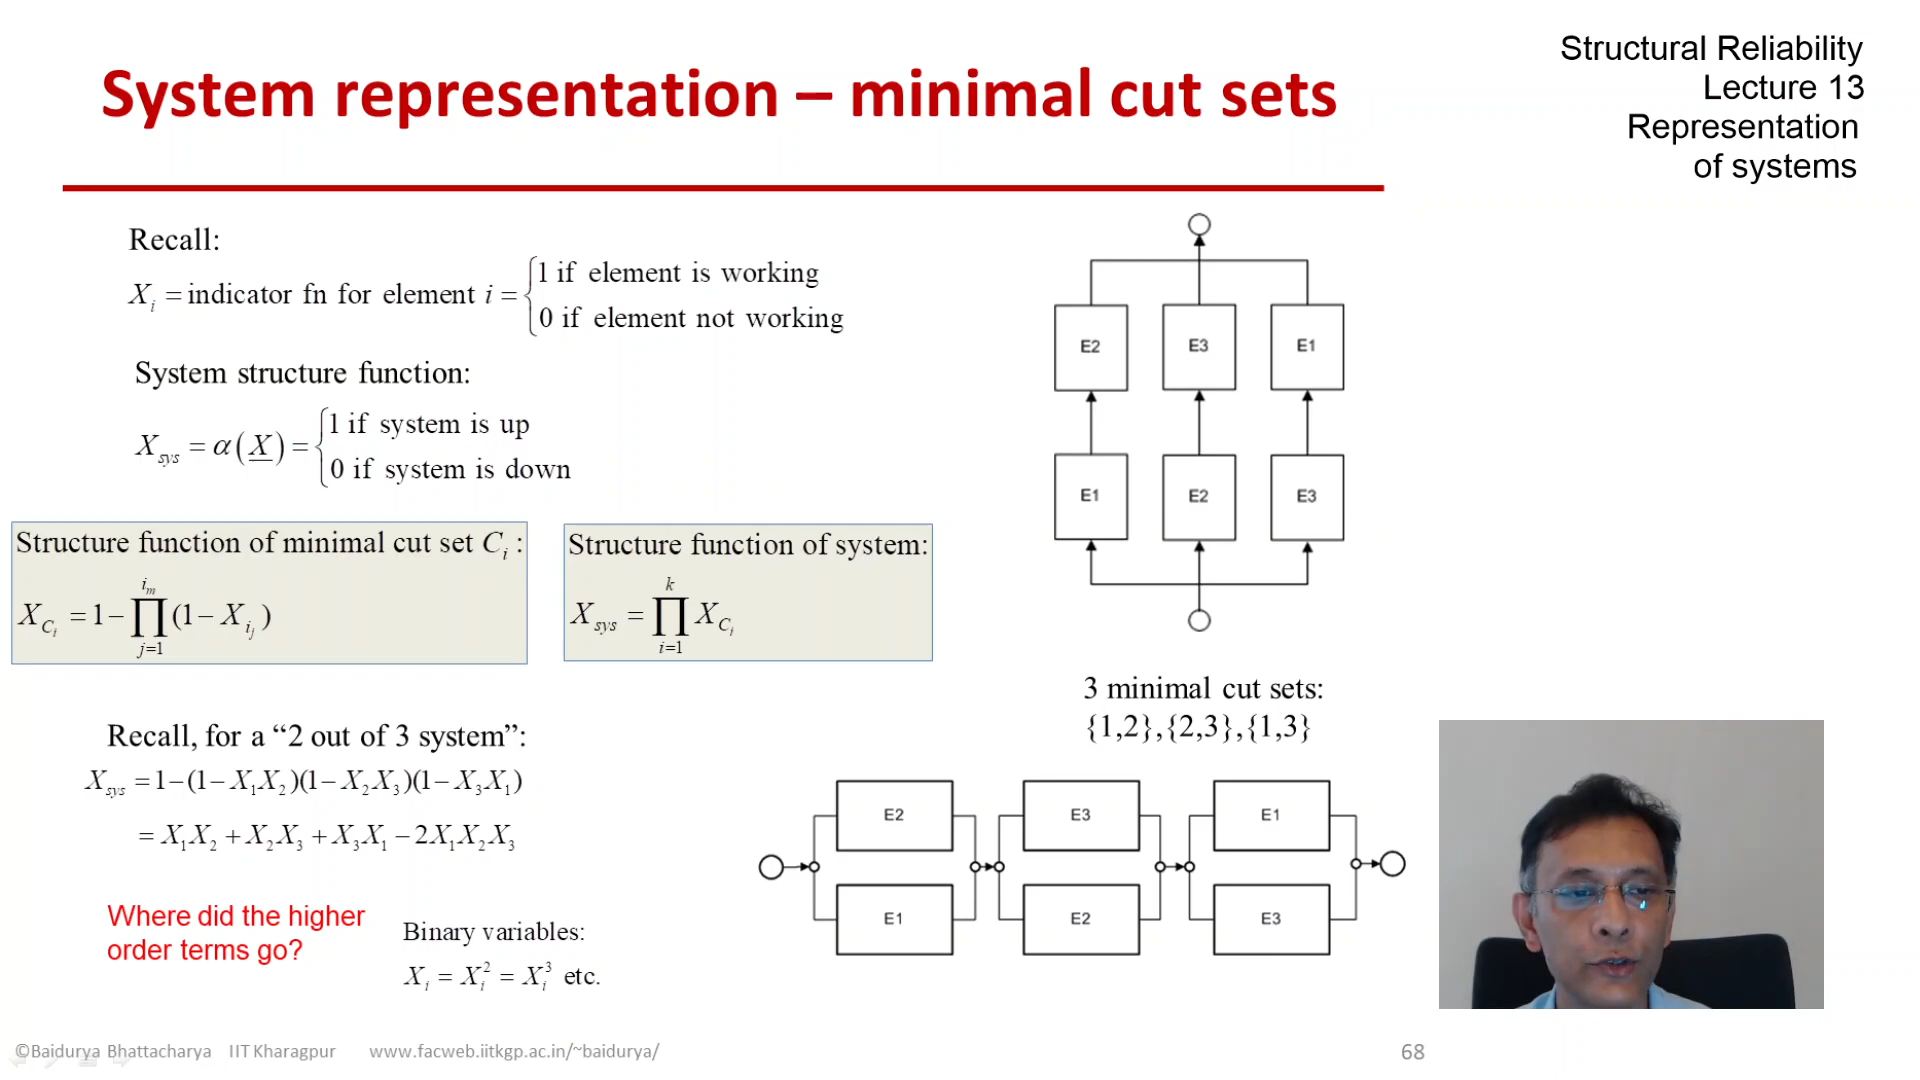 System representation – minimal cut sets
Structural Reliability
Lecture 13
Representation
of systems
Recall:
X_i = indicator fn for element i = {1 if element is working
0 if element not working
System structure function:
X_sys = α(X) = {1 if system is up
0 if system is down
Structure function of minimal cut set C_i :
X_{C_i} = 1 − ∏_{j=1}^{i_m} (1 − X_{i_j})
Structure function of system:
X_sys = ∏_{i=1}^{k} X_{C_i}
Recall, for a “2 out of 3 system”:
X_sys = 1−(1−X_1X_2)(1−X_2X_3)(1−X_3X_1)
= X_1X_2 + X_2X_3 + X_3X_1 − 2X_1X_2X_3
Where did the higher
order terms go?
Binary variables:
X_i = X_i^2 = X_i^3 etc.
E2 E3 E1
E1 E2 E3
3 minimal cut sets:
{1,2},{2,3},{1,3}
E2 E3 E1
E1 E2 E3
©Baidurya Bhattacharya IIT Kharagpur www.facweb.iitkgp.ac.in/~baidurya/
68